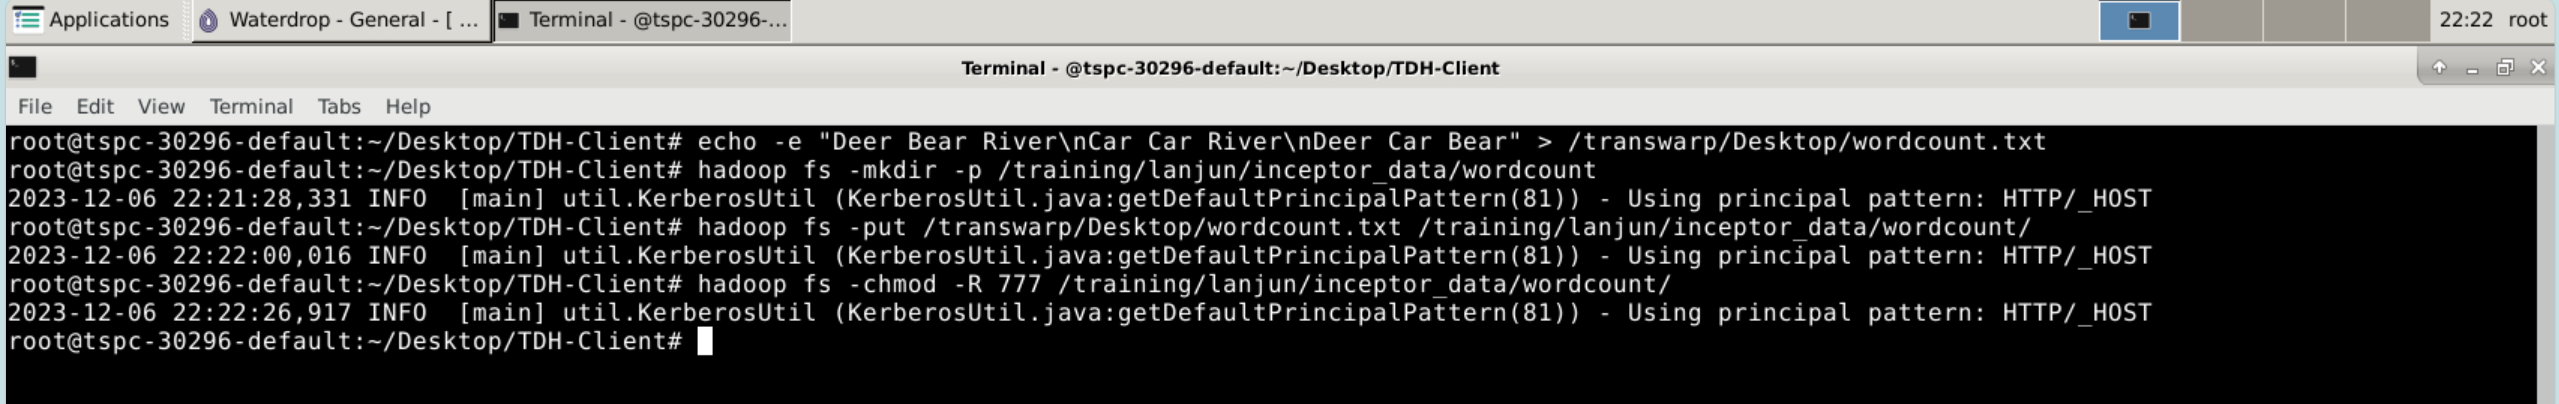 Applications Waterdrop - General - [ ... Terminal - @tspc-30296-... 22:22 root
Terminal - @tspc-30296-default:~/Desktop/TDH-Client
File Edit View Terminal Tabs Help
root@tspc-30296-default:~/Desktop/TDH-Client# echo -e "Deer Bear River\nCar Car River\nDeer Car Bear" > /transwarp/Desktop/wordcount.txt
root@tspc-30296-default:~/Desktop/TDH-Client# hadoop fs -mkdir -p /training/lanjun/inceptor_data/wordcount
2023-12-06 22:21:28,331 INFO  [main] util.KerberosUtil (KerberosUtil.java:getDefaultPrincipalPattern(81)) - Using principal pattern: HTTP/_HOST
root@tspc-30296-default:~/Desktop/TDH-Client# hadoop fs -put /transwarp/Desktop/wordcount.txt /training/lanjun/inceptor_data/wordcount/
2023-12-06 22:22:00,016 INFO  [main] util.KerberosUtil (KerberosUtil.java:getDefaultPrincipalPattern(81)) - Using principal pattern: HTTP/_HOST
root@tspc-30296-default:~/Desktop/TDH-Client# hadoop fs -chmod -R 777 /training/lanjun/inceptor_data/wordcount/
2023-12-06 22:22:26,917 INFO  [main] util.KerberosUtil (KerberosUtil.java:getDefaultPrincipalPattern(81)) - Using principal pattern: HTTP/_HOST
root@tspc-30296-default:~/Desktop/TDH-Client#